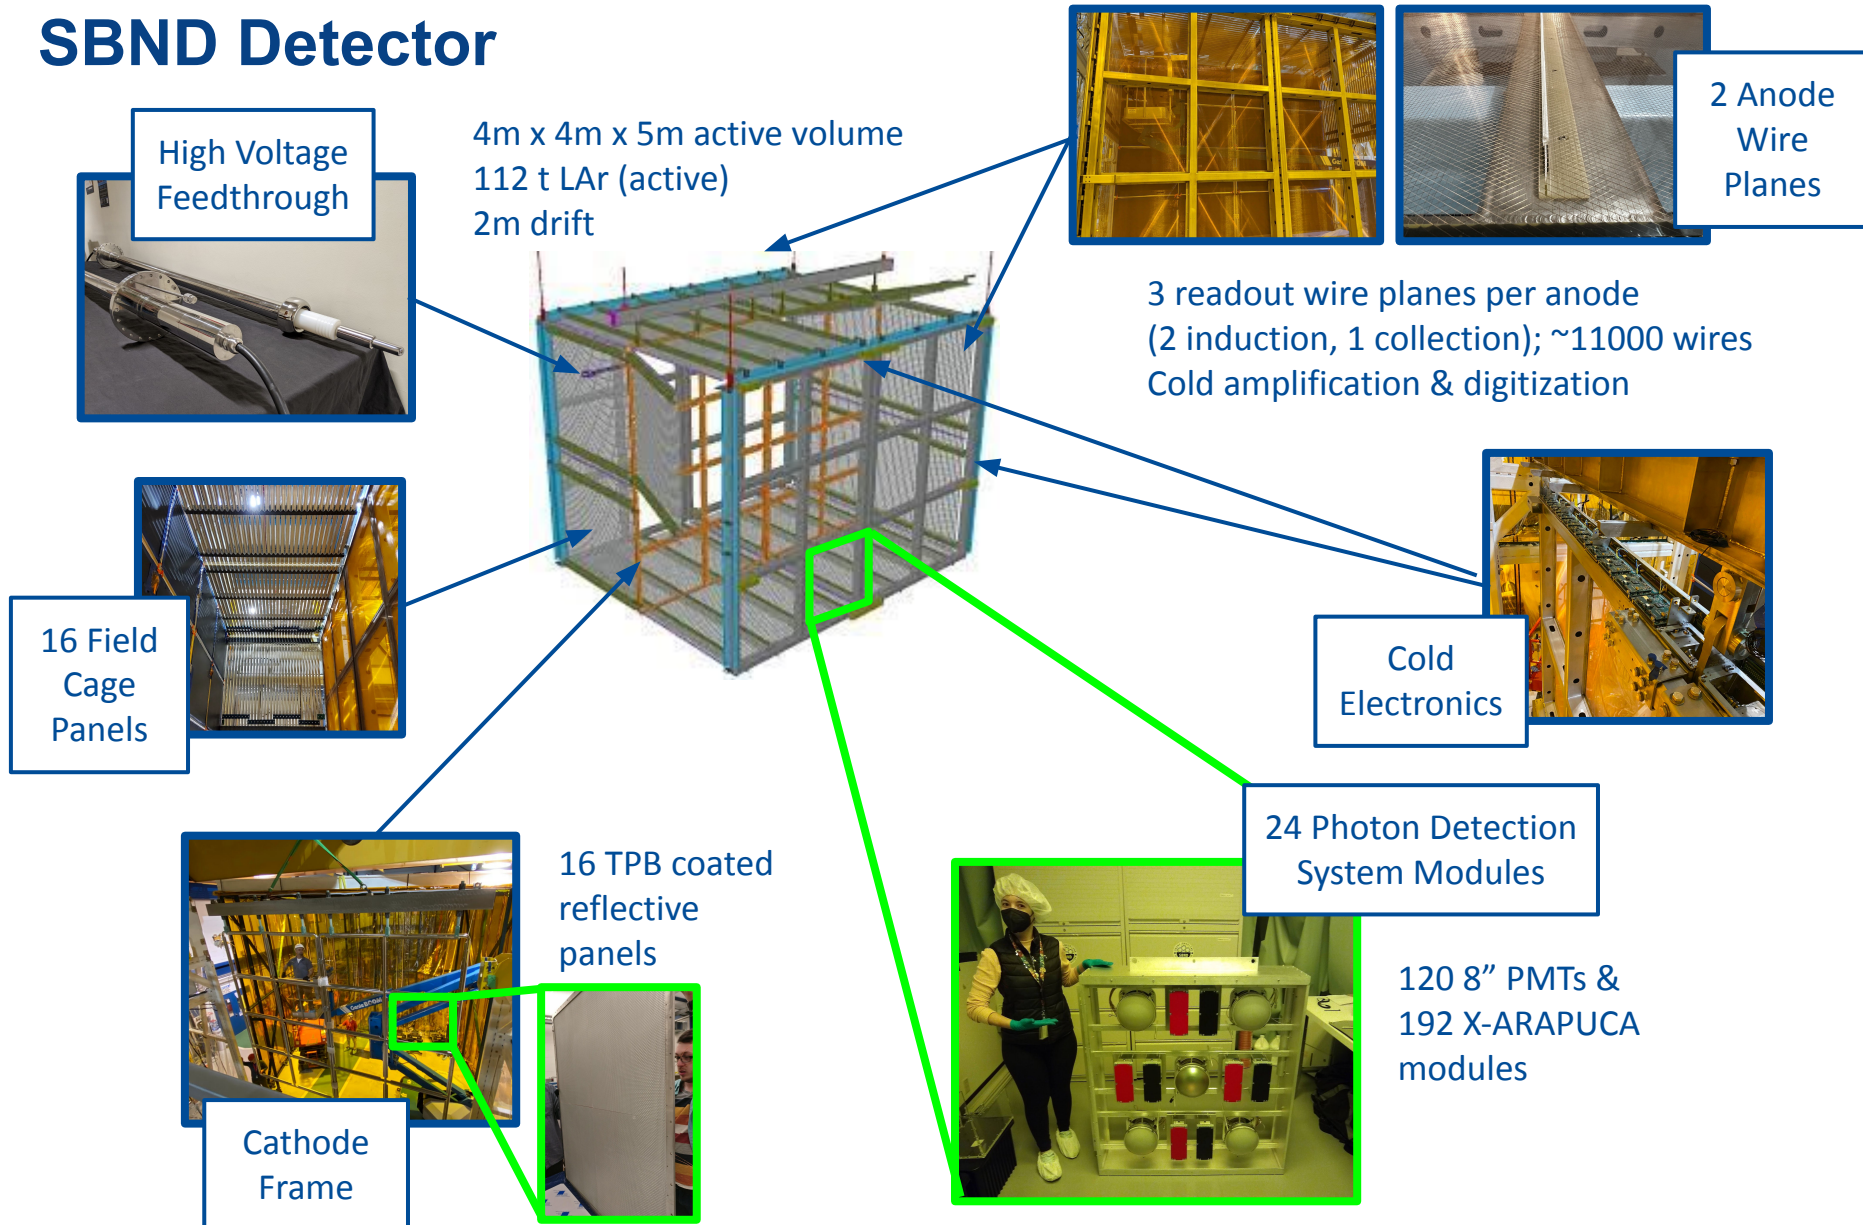 SBND Detector
High Voltage
Feedthrough
4m x 4m x 5m active volume
112 t LAr (active)
2m drift
2 Anode
Wire
Planes
3 readout wire planes per anode
(2 induction, 1 collection); ~11000 wires
Cold amplification & digitization
16 Field
Cage
Panels
Cold
Electronics
24 Photon Detection
System Modules
120 8” PMTs &
192 X-ARAPUCA
modules
16 TPB coated
reflective
panels
Cathode
Frame